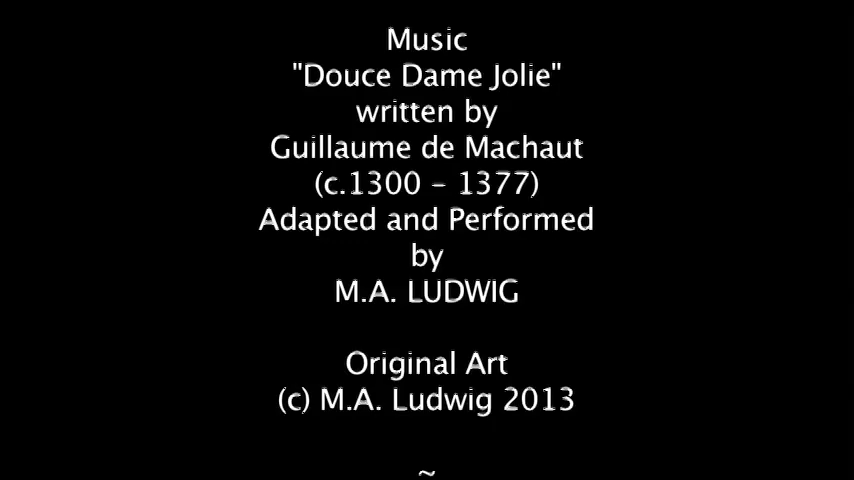 Music
"Douce Dame Jolie"
written by
Guillaume de Machaut
(c.1300 – 1377)
Adapted and Performed
by
M.A. LUDWIG
Original Art
(c) M.A. Ludwig 2013
~